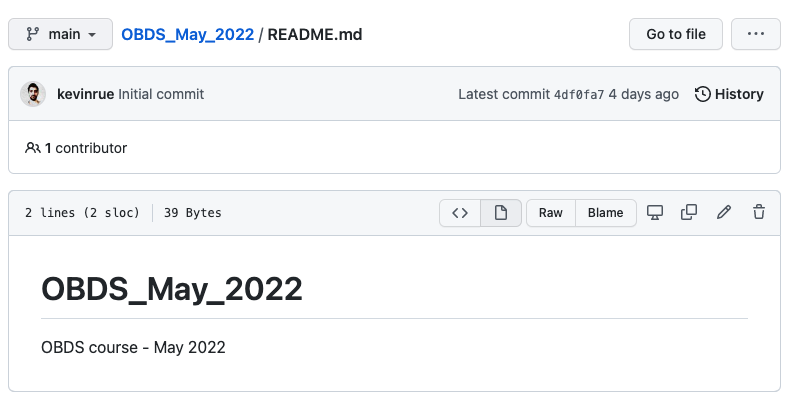 main OBDS_May_2022 / README.md Go to file ...
kevinrue Initial commit Latest commit 4df0fa7 4 days ago History
1 contributor
2 lines (2 sloc) 39 Bytes <> Raw Blame
OBDS_May_2022
OBDS course - May 2022